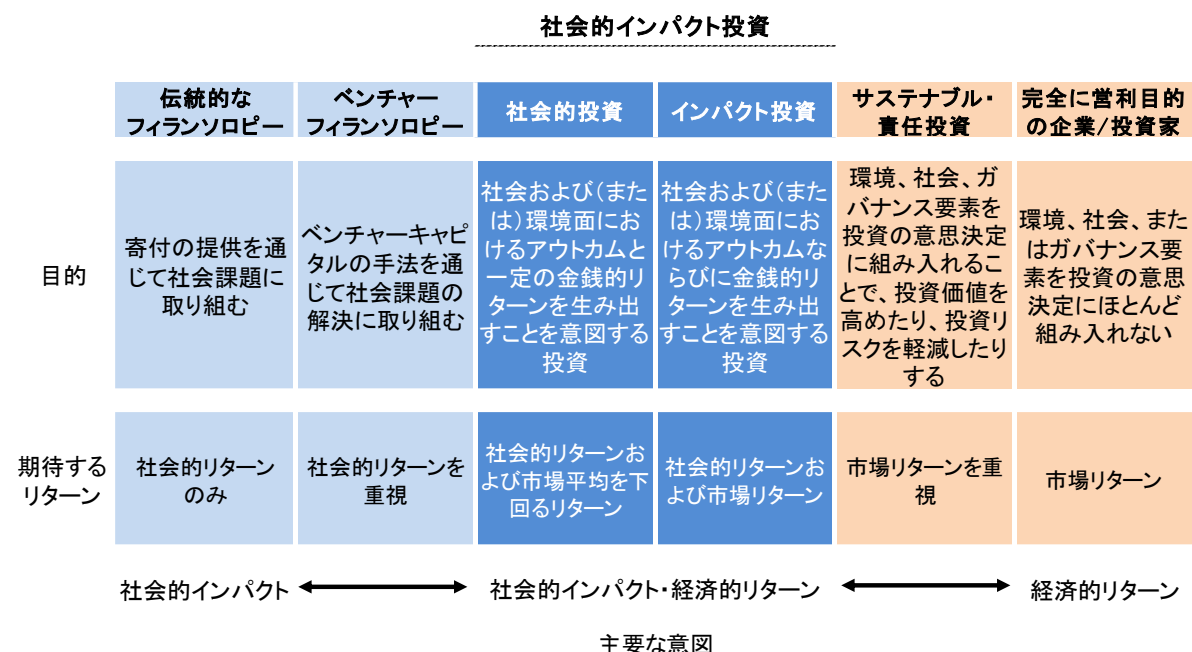 社会的インパクト投資
伝統的な
フィランソロピー
ベンチャー
フィランソロピー
社会的投資
インパクト投資
サステナブル・
責任投資
完全に営利目的
の企業/投資家
目的
寄付の提供を通
じて社会課題に
取り組む
ベンチャーキャピ
タルの手法を通
じて社会課題の
解決に取り組む
社会および(また
は)環境面にお
けるアウトカムと
一定の金銭的リ
ターンを生み出
すことを意図する
投資
社会および(また
は)環境面にお
けるアウトカムな
らびに金銭的リ
ターンを生み出
すことを意図する
投資
環境、社会、ガ
バナンス要素を
投資の意思決定
に組み入れるこ
とで、投資価値を
高めたり、投資リ
スクを軽減したり
する
環境、社会、また
はガバナンス要
素を投資の意思
決定にほとんど
組み入れない
期待する
リターン
社会的リターン
のみ
社会的リターンを
重視
社会的リターンお
よび市場平均を下
回るリターン
社会的リターンお
よび市場リターン
市場リターンを重
視
市場リターン
社会的インパクト
社会的インパクト・経済的リターン
経済的リターン
主要な意図